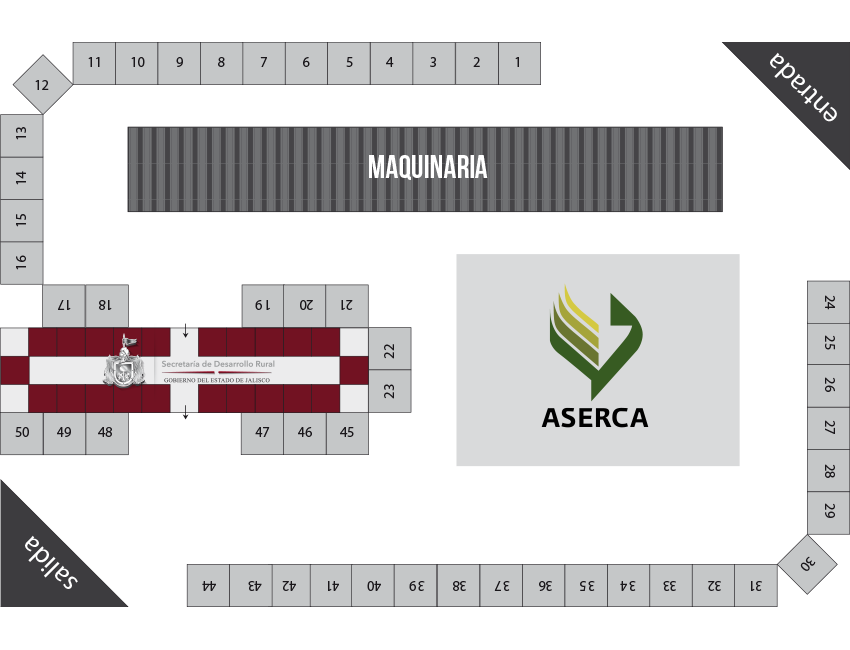 11 10 9 8 7 6 5 4 3 2 1
entrada
12
13
14
15
16
MAQUINARIA
17 18
19 20 21
22
23
Secretaría de Desarrollo Rural
GOBIERNO DEL ESTADO DE JALISCO
50 49 48
47 46 45
ASERCA
24
25
26
27
28
29
30
salida
44 43 42 41 40 39 38 37 36 35 34 33 32 31